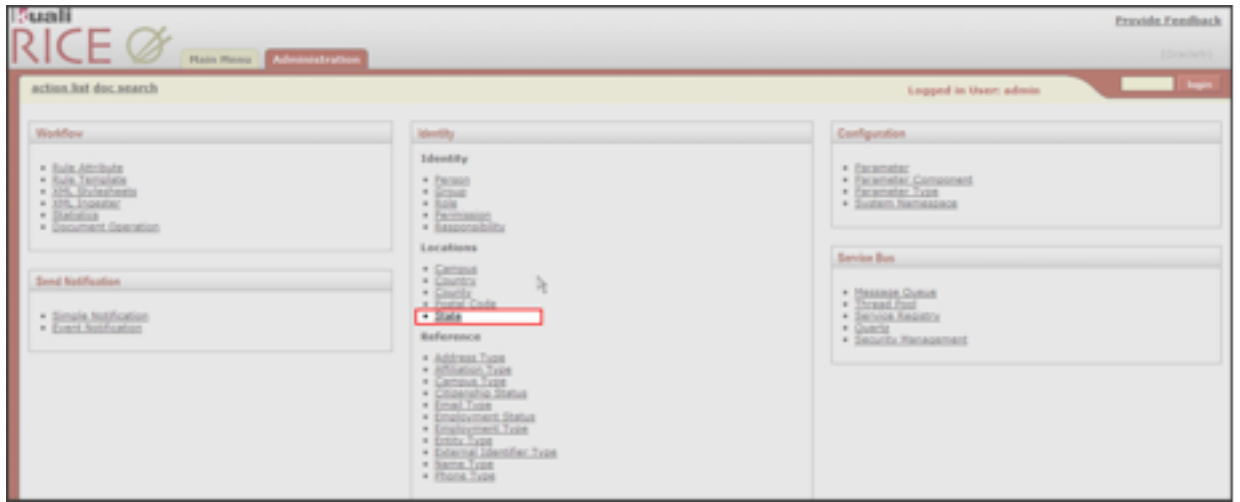 Kuali
RICE
Main Menu
Administration
Provide Feedback
action list doc search
Logged in User: admin
login
Workflow
Rule Attribute
Rule Template
XML Stylesheets
XML Ingester
Statistics
Document Operation
Send Notification
Simple Notification
Event Notification
Identity
Identity
Person
Group
Role
Permission
Responsibility
Locations
Campus
Country
County
Postal Code
State
Reference
Address Type
Affiliation Type
Campus Type
Citizenship Status
Email Type
Employment Status
Employment Type
Entity Type
External Identifier Type
Name Type
Phone Type
Configuration
Parameter
Parameter Component
Parameter Type
System Namespace
Service Bus
Message Queue
Thread Pool
Service Registry
Quartz
Security Management